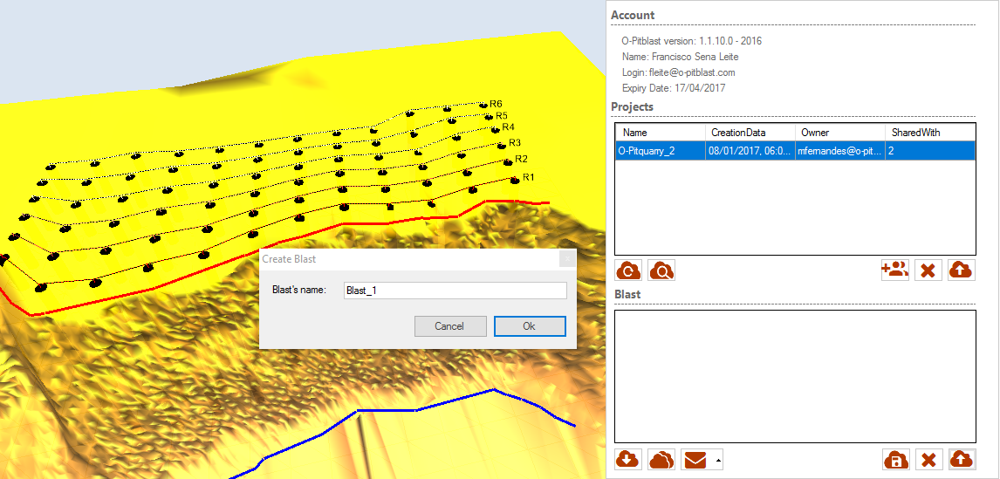 R6
R5
R4
R3
R2
R1
Create Blast
Blast's name: Blast_1
Cancel Ok
Account
O-Pitblast version: 1.1.10.0 - 2016
Name: Francisco Sena Leite
Login: fleite@o-pitblast.com
Expiry Date: 17/04/2017
Projects
Name CreationData Owner SharedWith
O-Pitquarry_2 08/01/2017, 06:0... mfernandes@o-pit... 2
Blast